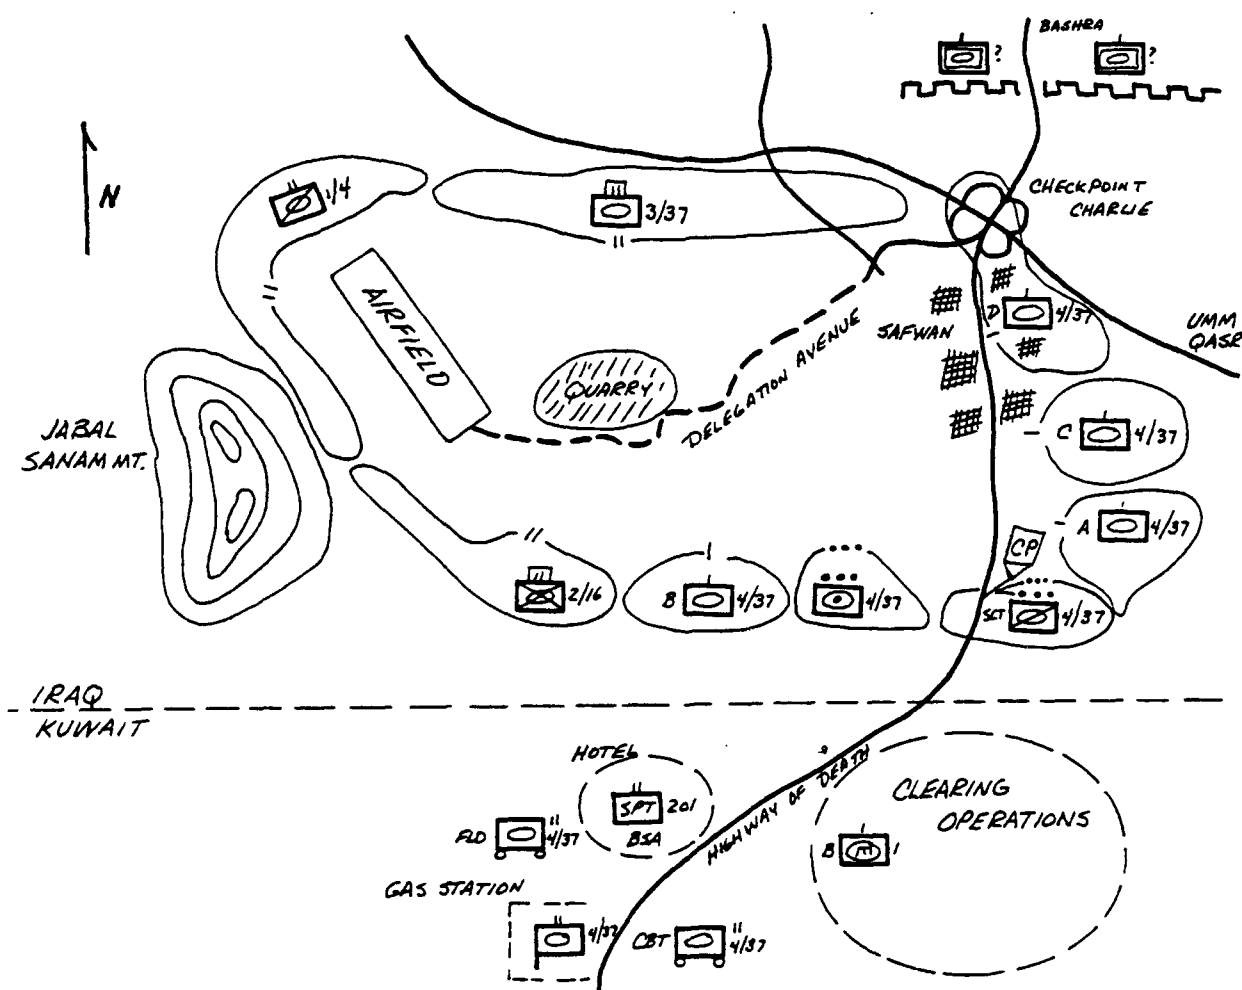 BASHRA
?
?
N
1/4
3/37
CHECKPOINT
CHARLIE
AIRFIELD
D 4/37
UMM
QASR
SAFWAN
DELEGATION AVENUE
QUARRY
JABAL
SANAM MT.
C 4/37
A 4/37
CP
2/16
B 4/37
4/37
SCT 4/37
IRAQ
KUWAIT
HOTEL
SPT 201
BSA
HIGHWAY OF DEATH
CLEARING
OPERATIONS
FLD 4/37
B E 1
GAS STATION
4/37
CBT 4/37